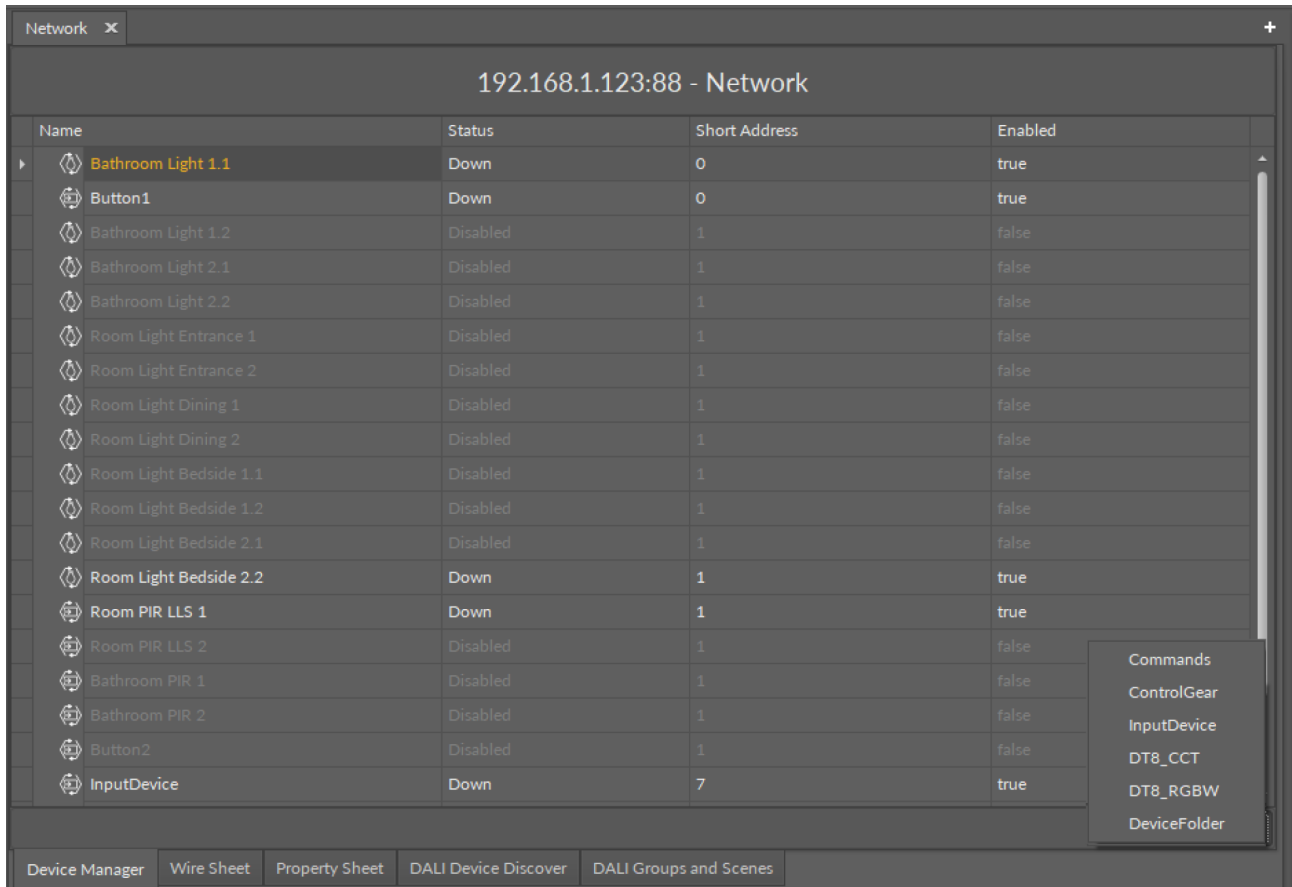 Network
192.168.1.123:88 - Network
Name Status Short Address Enabled
Bathroom Light 1.1 Down 0 true
Button1 Down 0 true
Bathroom Light 1.2 Disabled 1 false
Bathroom Light 2.1 Disabled 1 false
Bathroom Light 2.2 Disabled 1 false
Room Light Entrance 1 Disabled 1 false
Room Light Entrance 2 Disabled 1 false
Room Light Dining 1 Disabled 1 false
Room Light Dining 2 Disabled 1 false
Room Light Bedside 1.1 Disabled 1 false
Room Light Bedside 1.2 Disabled 1 false
Room Light Bedside 2.1 Disabled 1 false
Room Light Bedside 2.2 Down 1 true
Room PIR LLS 1 Down 1 true
Room PIR LLS 2 Disabled 1 false
Bathroom PIR 1 Disabled 1 false
Bathroom PIR 2 Disabled 1 false
Button2 Disabled 1 false
InputDevice Down 7 true
Commands
ControlGear
InputDevice
DT8_CCT
DT8_RGBW
DeviceFolder
Device Manager Wire Sheet Property Sheet DALI Device Discover DALI Groups and Scenes